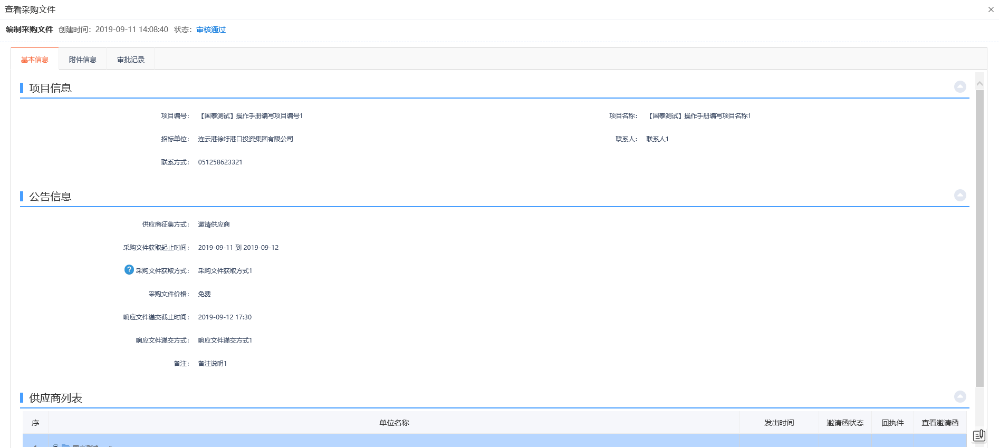 查看采购文件
编制采购文件 创建时间：2019-09-11 14:08:40 状态：审核通过
基本信息 附件信息 审批记录
项目信息
项目编号： 【国泰测试】操作手册编写项目编号1 项目名称： 【国泰测试】操作手册编写项目名称1
招标单位： 连云港徐圩港口投资集团有限公司 联系人： 联系人1
联系方式： 051258623321
公告信息
供应商征集方式： 邀请供应商
采购文件获取起止时间： 2019-09-11 到 2019-09-12
? 采购文件获取方式： 采购文件获取方式1
采购文件价格： 免费
响应文件递交截止时间： 2019-09-12 17:30
响应文件递交方式： 响应文件递交方式1
备注： 备注说明1
供应商列表
序 单位名称 发出时间 邀请函状态 回执件 查看邀请函